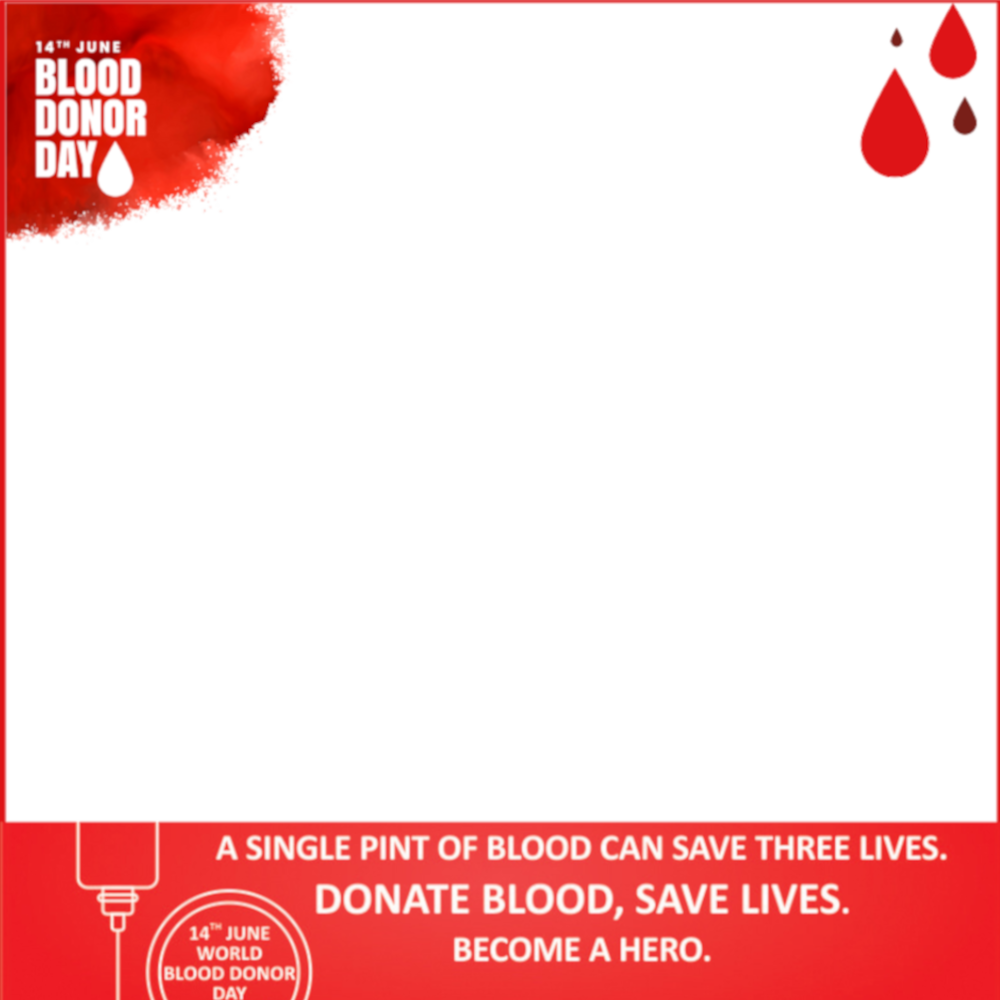 14TH JUNE
BLOOD
DONOR
DAY
A SINGLE PINT OF BLOOD CAN SAVE THREE LIVES.
DONATE BLOOD, SAVE LIVES.
BECOME A HERO.
14TH JUNE
WORLD
BLOOD DONOR
DAY